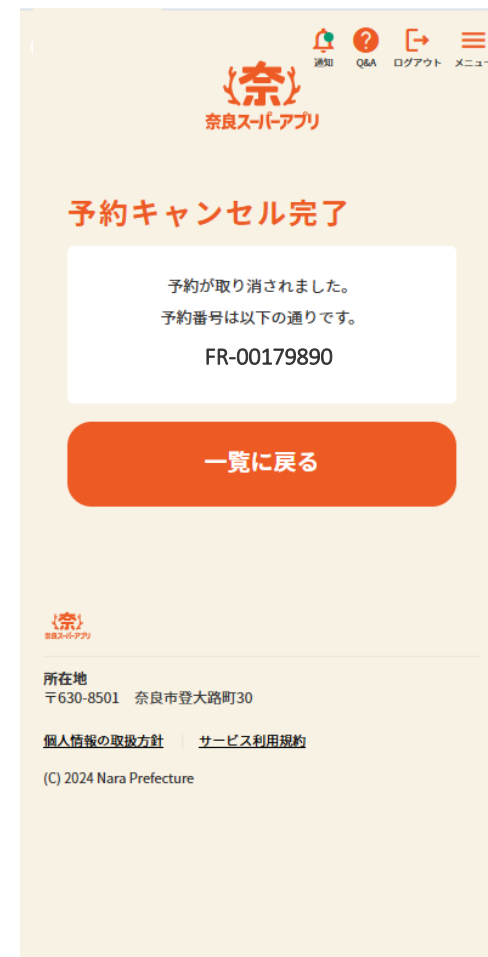 通知 Q&A ログアウト メニュー
奈
奈良スーパーアプリ
予約キャンセル完了
予約が取り消されました。
予約番号は以下の通りです。
FR-00179890
一覧に戻る
奈
奈良スーパーアプリ
所在地
〒630-8501 奈良市登大路町30
個人情報の取扱方針 サービス利用規約
(C) 2024 Nara Prefecture